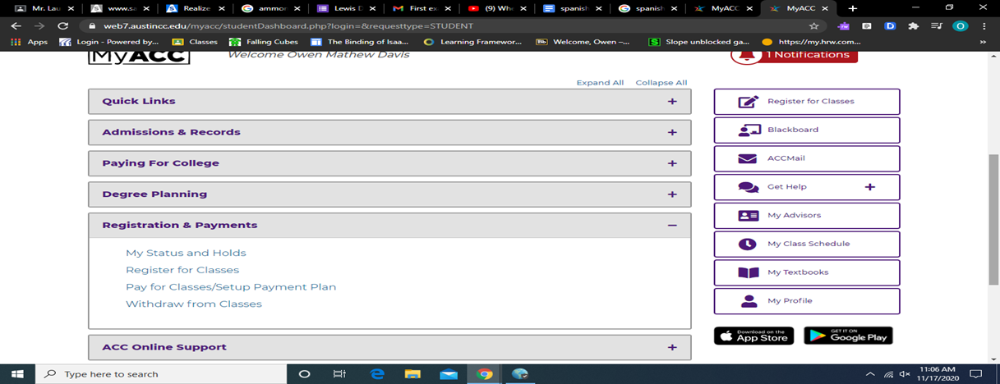 Mr. Lau
www.sa
Realize
ammor
Lewis D
First ex
(9) Whe
spanish
spanish
MyACC
MyACC
web7.austincc.edu/myacc/studentDashboard.php?login=&requesttype=STUDENT
Apps
Login - Powered by...
Classes
Falling Cubes
The Binding of Isaa...
Learning Framewor...
Bb
Welcome, Owen –...
Slope unblocked ga...
https://my.hrw.com...
»
MyACC
Welcome Owen Mathew Davis
1 Notifications
Expand All Collapse All
Quick Links +
Admissions & Records +
Paying For College +
Degree Planning +
Registration & Payments −
My Status and Holds
Register for Classes
Pay for Classes/Setup Payment Plan
Withdraw from Classes
ACC Online Support +
Register for Classes
Blackboard
ACCMail
Get Help +
My Advisors
My Class Schedule
My Textbooks
My Profile
Download on the
App Store
GET IT ON
Google Play
Type here to search
11:06 AM
11/17/2020